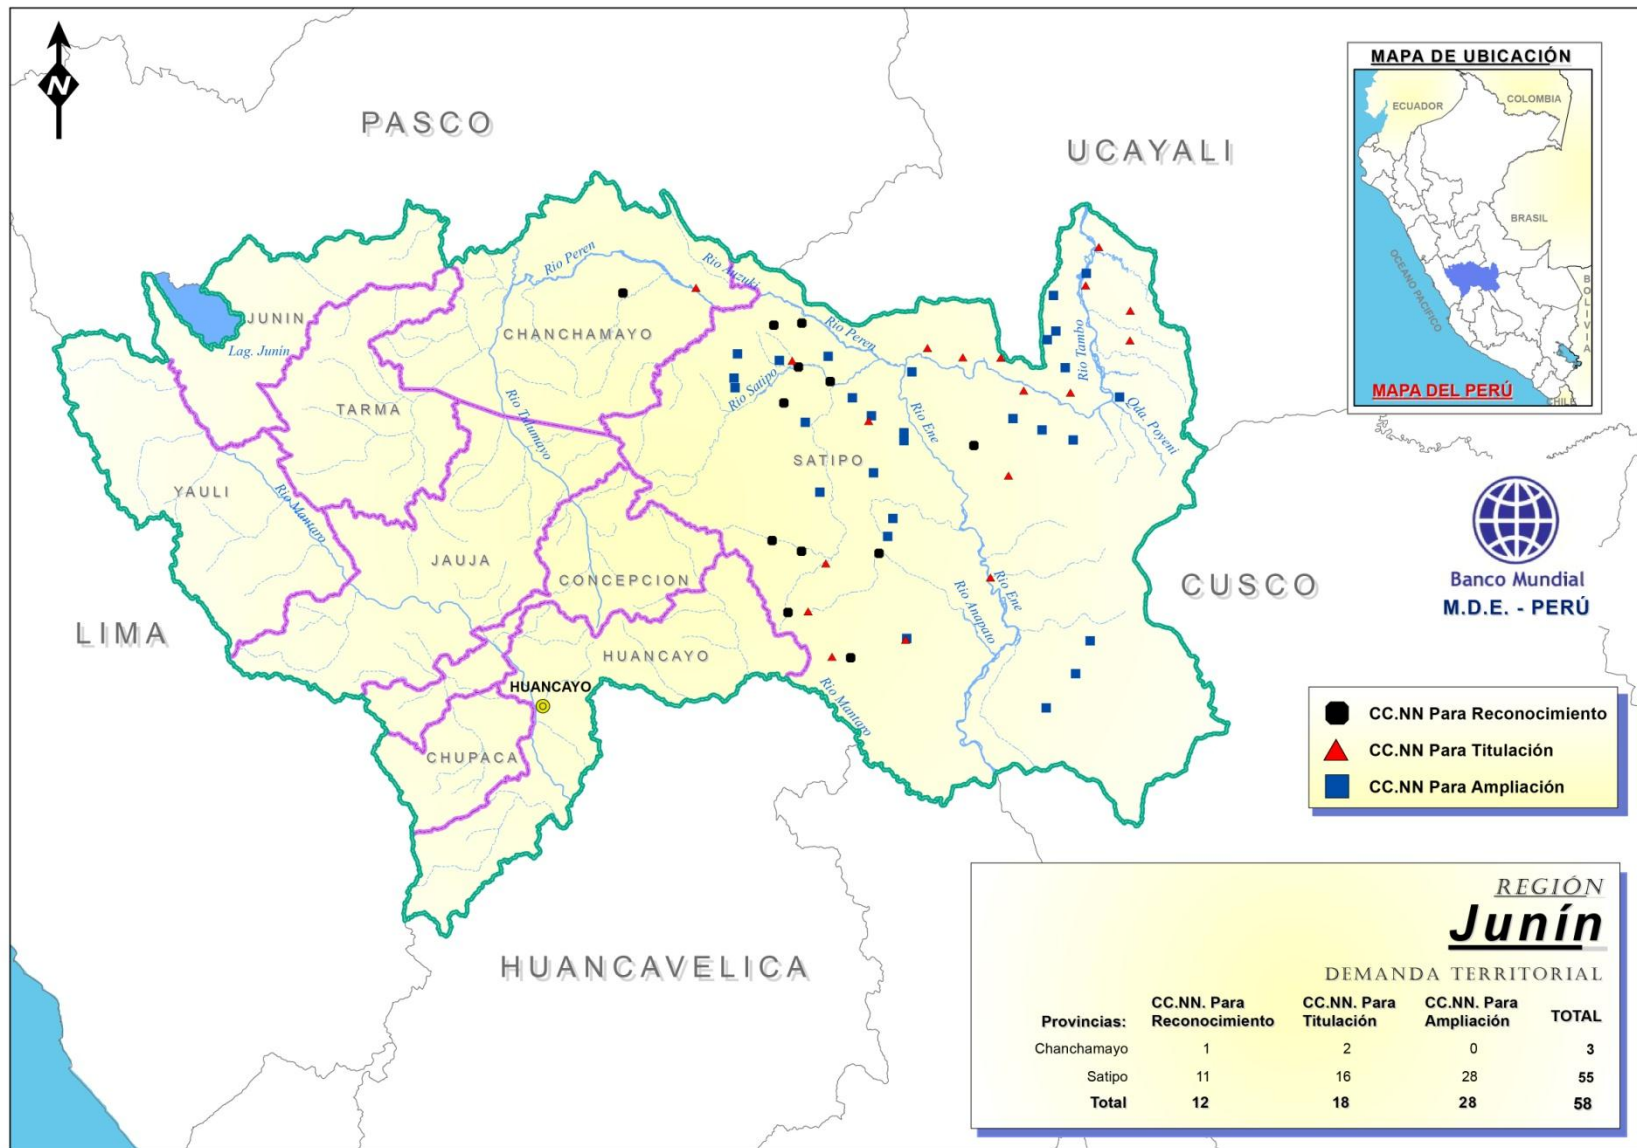 N
PASCO
UCAYALI
MAPA DE UBICACIÓN
ECUADOR
COLOMBIA
BRASIL
OCEANO PACIFICO
BOLIVIA
CHILE
MAPA DEL PERÚ
Rio Peren
Rio Auzuki
JUNIN
Lag. Junín
CHANCHAMAYO
Rio Peren
Rio Tambo
Rio Satipo
TARMA
Rio Tulumayo
Rio Ene
Qda. Poyeni
SATIPO
YAULI
Rio Mantaro
JAUJA
CONCEPCION
Rio Ene
Rio Anapato
CUSCO
LIMA
HUANCAYO
HUANCAYO
Rio Mantaro
CHUPACA
HUANCAVELICA
Banco Mundial
M.D.E. - PERÚ
CC.NN Para Reconocimiento
CC.NN Para Titulación
CC.NN Para Ampliación
REGIÓN
Junín
DEMANDA TERRITORIAL
Provincias: CC.NN. Para Reconocimiento CC.NN. Para Titulación CC.NN. Para Ampliación TOTAL
Chanchamayo 1 2 0 3
Satipo 11 16 28 55
Total 12 18 28 58